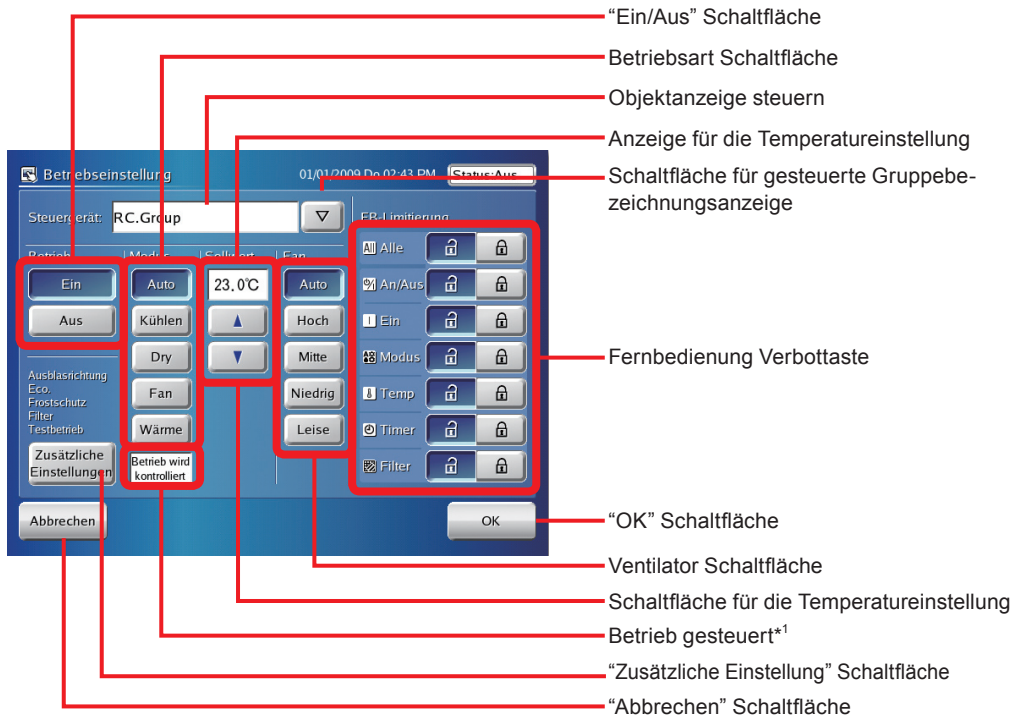 “Ein/Aus” Schaltfläche
Betriebsart Schaltfläche
Objektanzeige steuern
Anzeige für die Temperatureinstellung
Schaltfläche für gesteuerte Gruppebe-
zeichnungsanzeige
Betriebseinstellung 01/01/2009 Do 02:43 PM Status:Aus
Steuergerät: RC.Group
FB-Limitierung
Betrieb Modus Sollwert Fan
All Alle
Ein Auto 23.0°C Auto
An/Aus
Aus Kühlen Hoch
Ein
Dry Mitte
Modus
Fernbedienung Verbottaste
Ausblasrichtung
Eco.
Frostschutz
Filter
Testbetrieb
Fan Niedrig
Temp
Wärme Leise
Timer
Zusätzliche
Einstellungen
Betrieb wird
kontrolliert
Filter
Abbrechen OK
“OK” Schaltfläche
Ventilator Schaltfläche
Schaltfläche für die Temperatureinstellung
Betrieb gesteuert*1
“Zusätzliche Einstellung” Schaltfläche
“Abbrechen” Schaltfläche